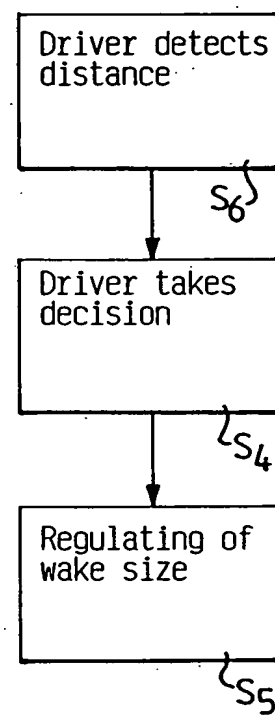 Driver detects
distance
S6
Driver takes
decision
S4
Regulating of
wake size
S5